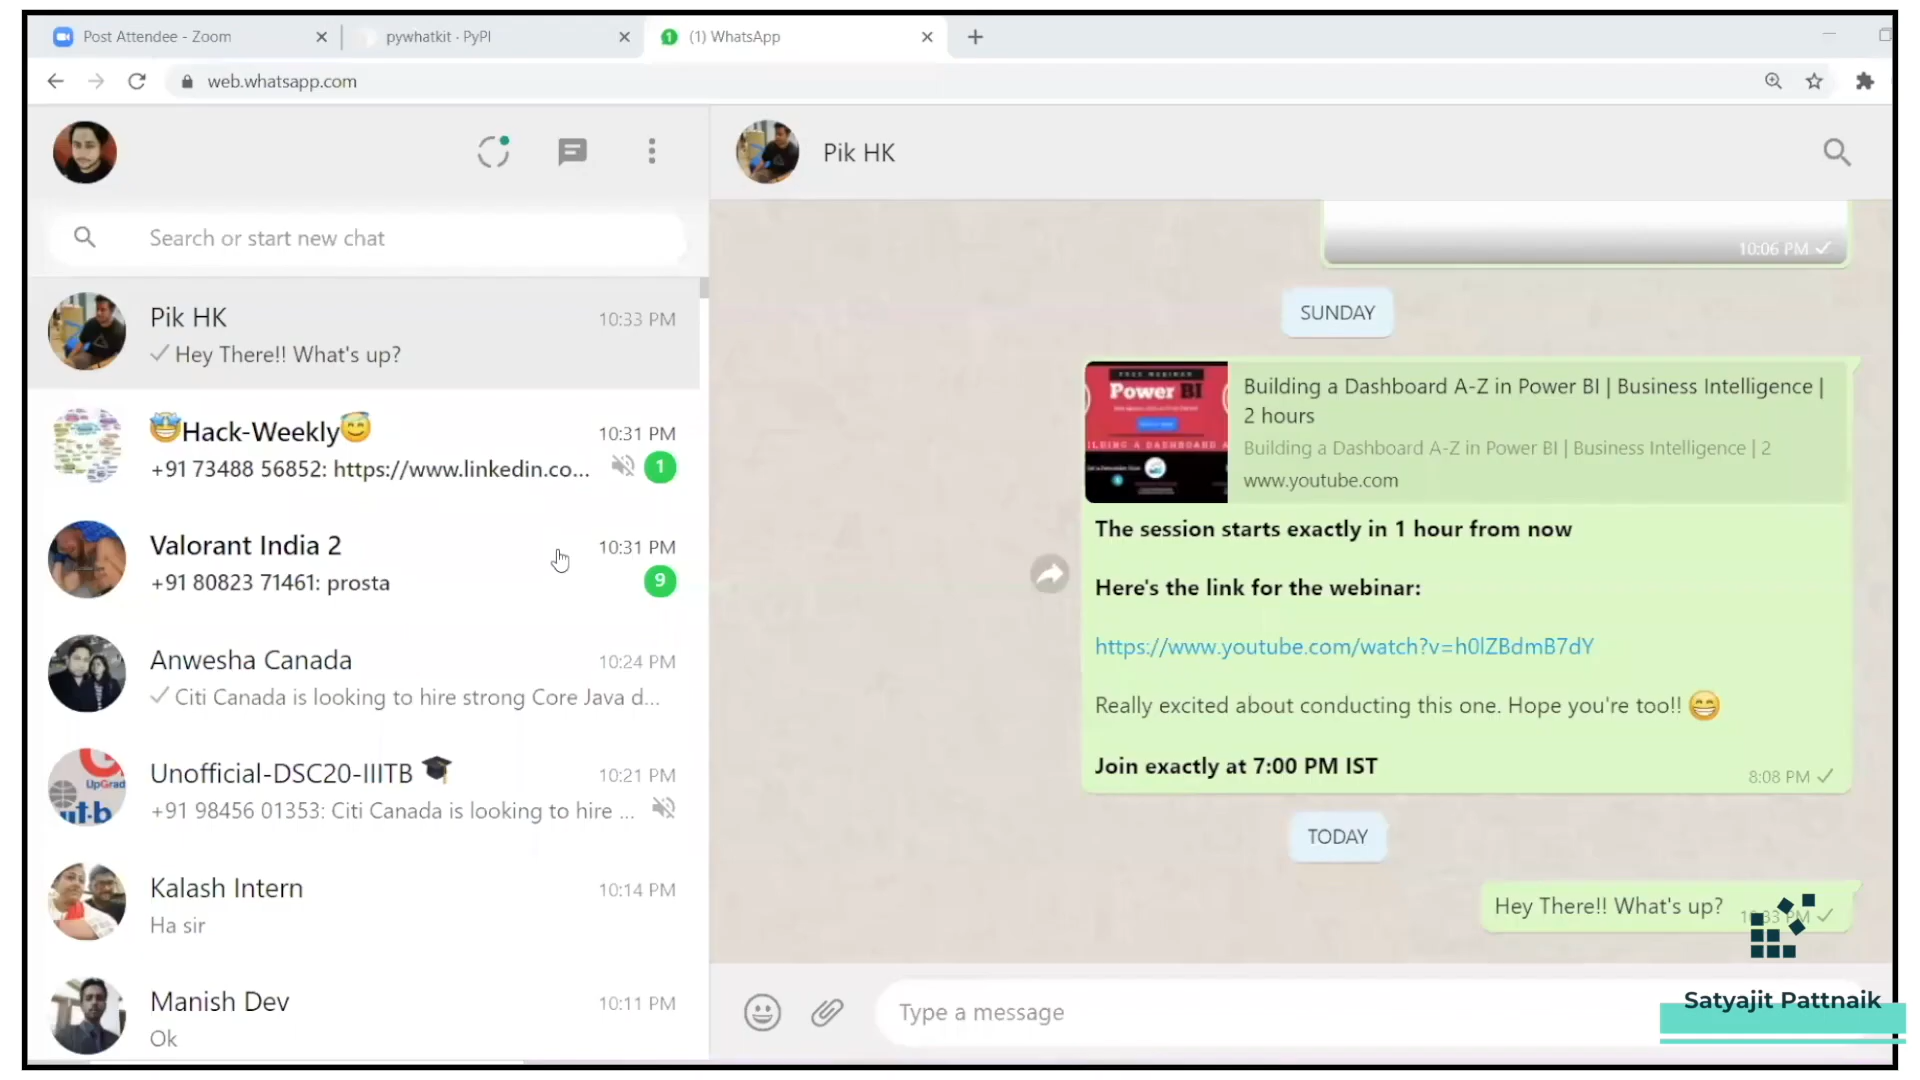 Post Attendee - Zoom
pywhatkit · PyPI
1 (1) WhatsApp
web.whatsapp.com
Search or start new chat
Pik HK 10:33 PM
Hey There!! What's up?
🤩Hack-Weekly😇 10:31 PM
+91 73488 56852: https://www.linkedin.co... 1
Valorant India 2 10:31 PM
+91 80823 71461: prosta 9
Anwesha Canada 10:24 PM
Citi Canada is looking to hire strong Core Java d...
UpGrad
iiit-b
Unofficial-DSC20-IIITB 🎓 10:21 PM
+91 98456 01353: Citi Canada is looking to hire ...
Kalash Intern 10:14 PM
Ha sir
Manish Dev 10:11 PM
Ok
Pik HK
10:06 PM
SUNDAY
FREE WEBINAR
Power BI
Building a Dashboard A-Z in Power BI | Business Intelligence |
2 hours
Building a Dashboard A-Z in Power BI | Business Intelligence | 2
www.youtube.com
The session starts exactly in 1 hour from now
Here's the link for the webinar:
https://www.youtube.com/watch?v=h0lZBdmB7dY
Really excited about conducting this one. Hope you're too!! 😁
Join exactly at 7:00 PM IST
8:08 PM
TODAY
Hey There!! What's up? 10:33 PM
Type a message
Satyajit Pattnaik